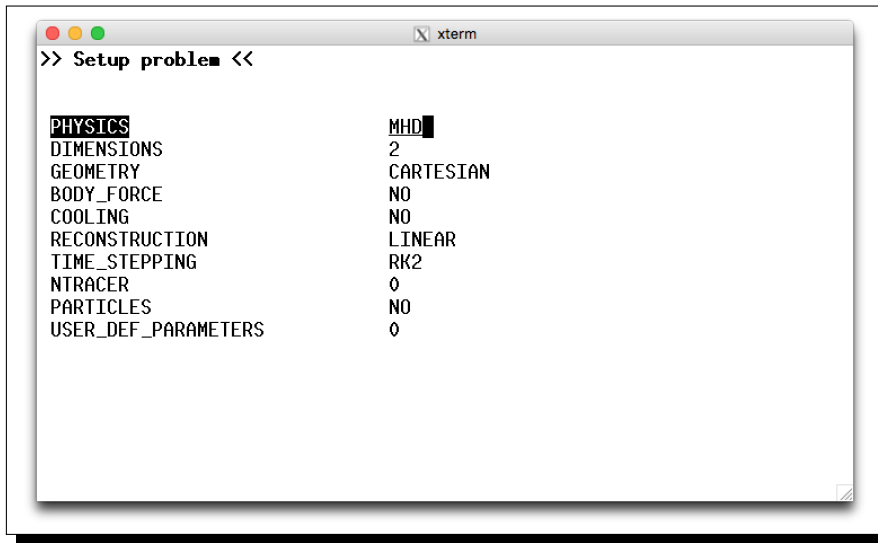 X xterm
>> Setup problem <<
PHYSICS MHD
DIMENSIONS 2
GEOMETRY CARTESIAN
BODY_FORCE NO
COOLING NO
RECONSTRUCTION LINEAR
TIME_STEPPING RK2
NTRACER 0
PARTICLES NO
USER_DEF_PARAMETERS 0